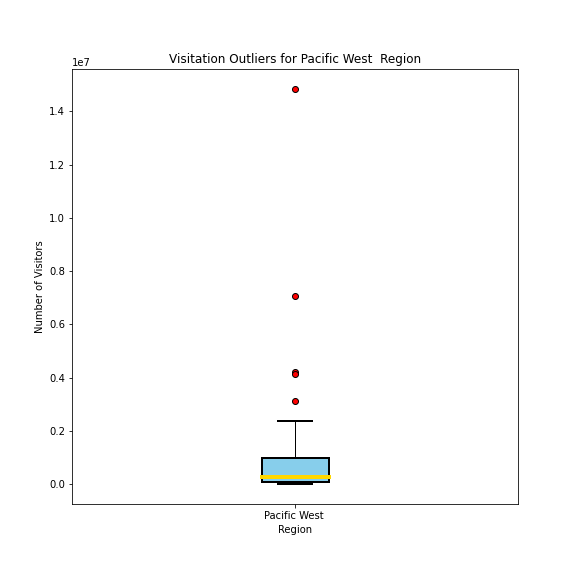 Visitation Outliers for Pacific West  Region
1e7
1.4
1.2
1.0
0.8
0.6
0.4
0.2
0.0
Number of Visitors
Pacific West
Region